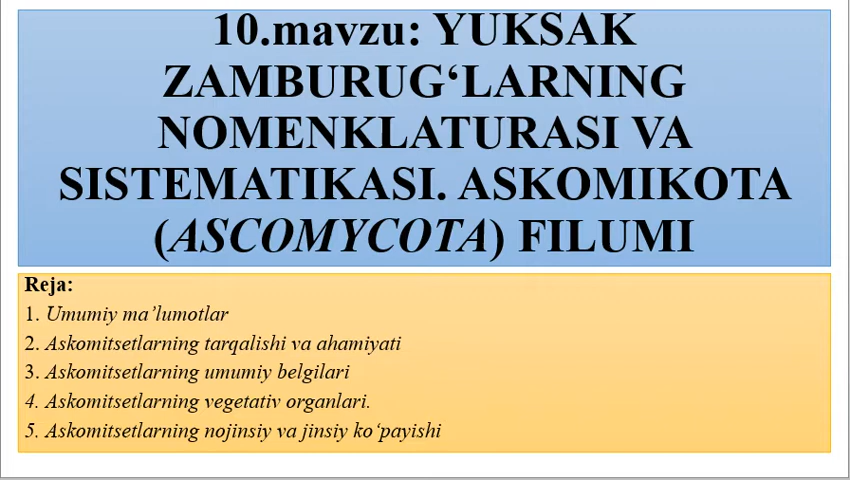 10.mavzu: YUKSAK
ZAMBURUG‘LARNING
NOMENKLATURASI VA
SISTEMATIKASI. ASKOMIKOTA
(ASCOMYCOTA) FILUMI
Reja:
1. Umumiy ma’lumotlar
2. Askomitsetlarning tarqalishi va ahamiyati
3. Askomitsetlarning umumiy belgilari
4. Askomitsetlarning vegetativ organlari.
5. Askomitsetlarning nojinsiy va jinsiy ko‘payishi